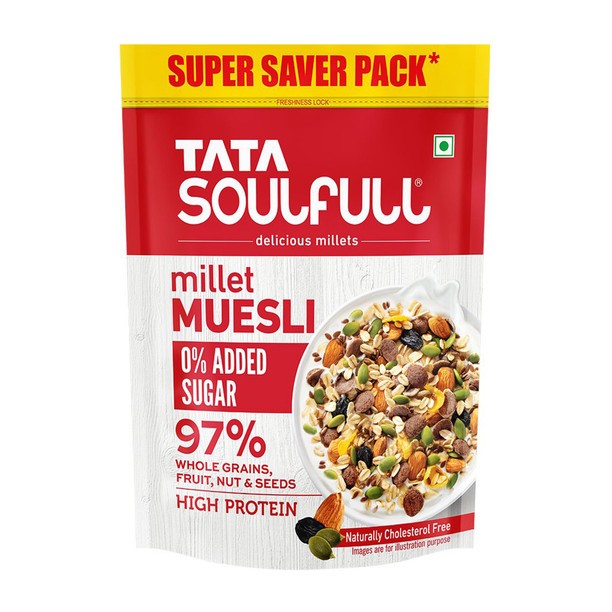 SUPER SAVER PACK*
FRESHNESS LOCK
TATA
SOULFULL®
delicious millets
millet
MUESLI
0% ADDED
SUGAR
97%
WHOLE GRAINS,
FRUIT, NUT & SEEDS
HIGH PROTEIN
Naturally Cholesterol Free
Images are for illustration purpose